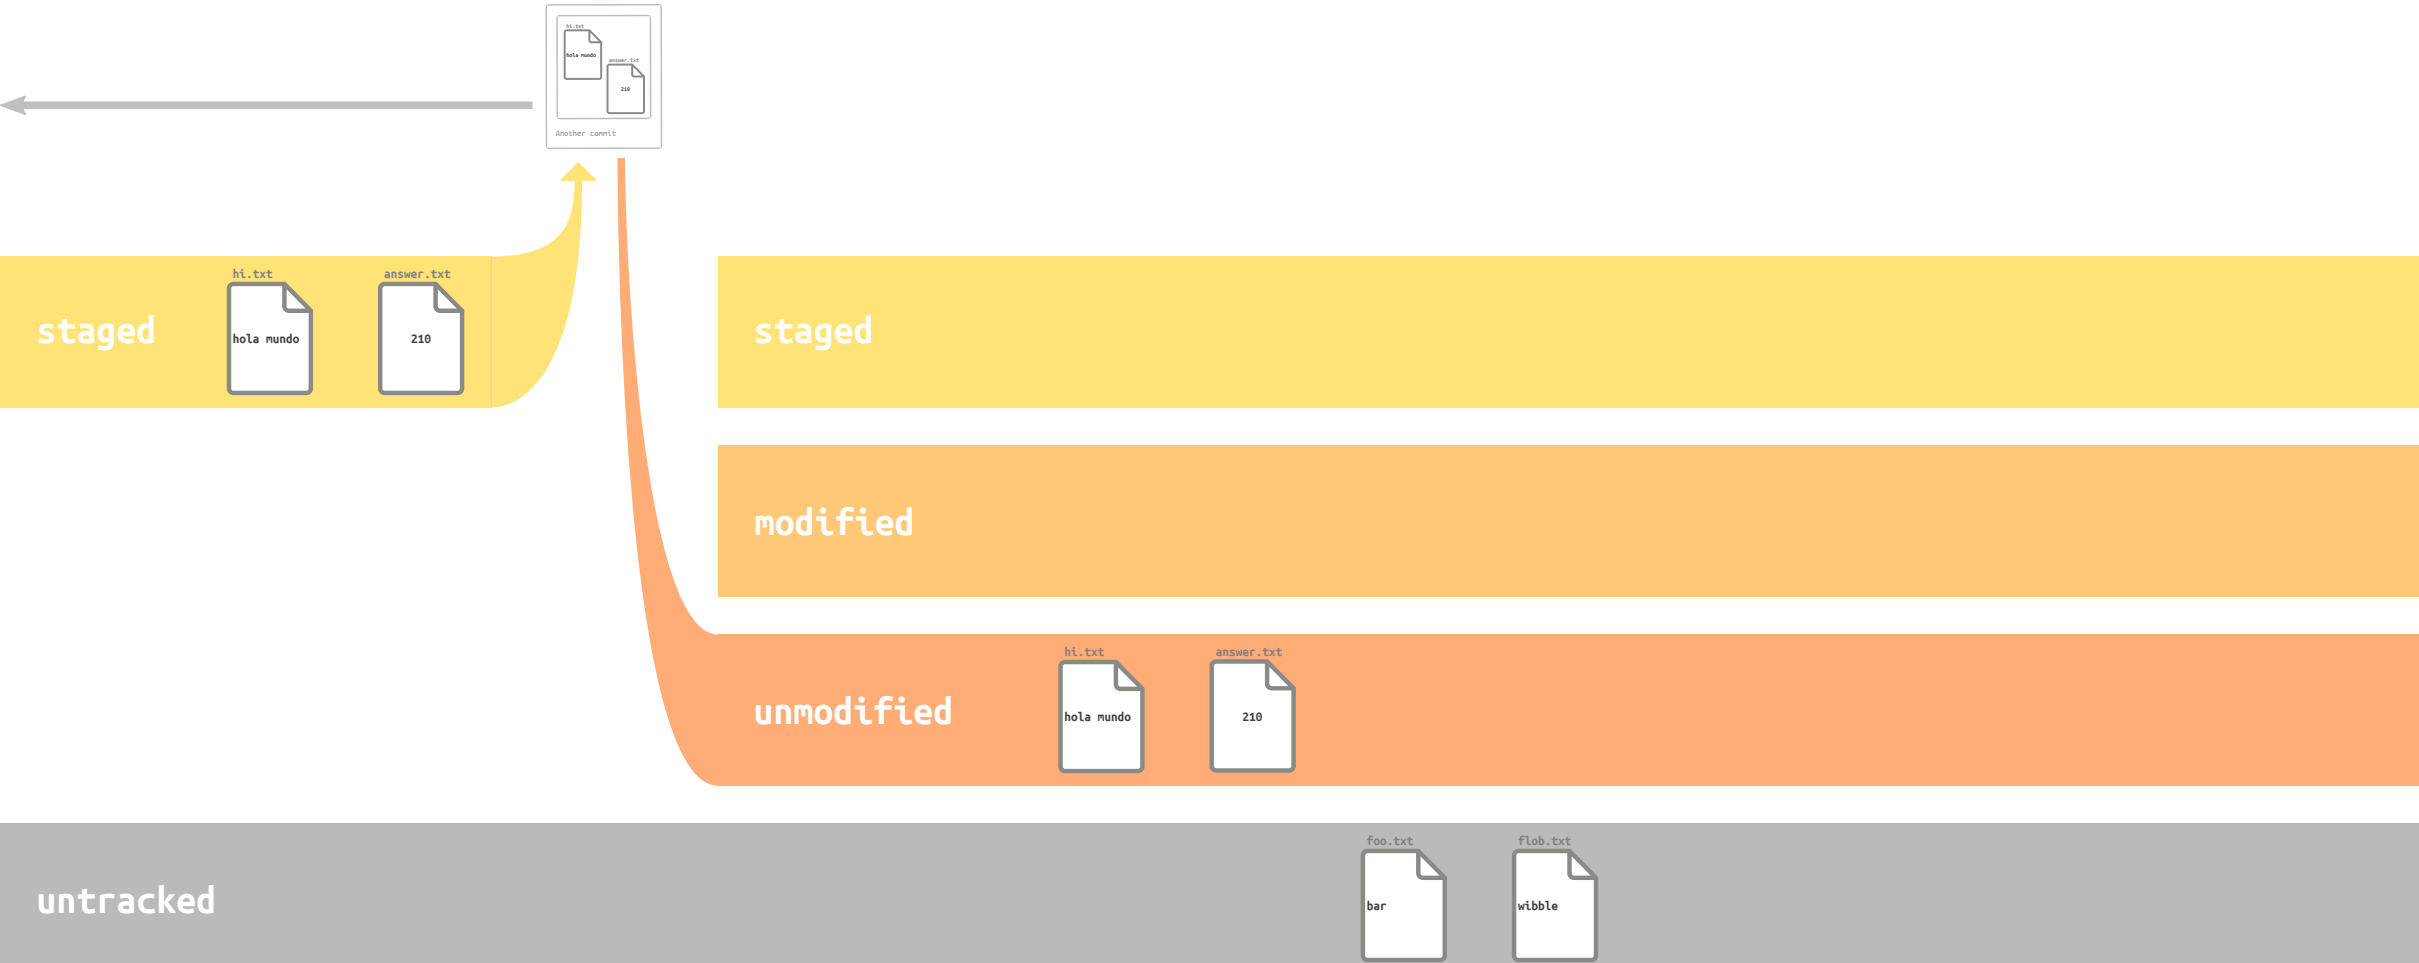 hi.txt
hola mundo
answer.txt
210
Another commit
staged
hi.txt
hola mundo
answer.txt
210
staged
modified
unmodified
hi.txt
hola mundo
answer.txt
210
untracked
foo.txt
bar
flob.txt
wibble